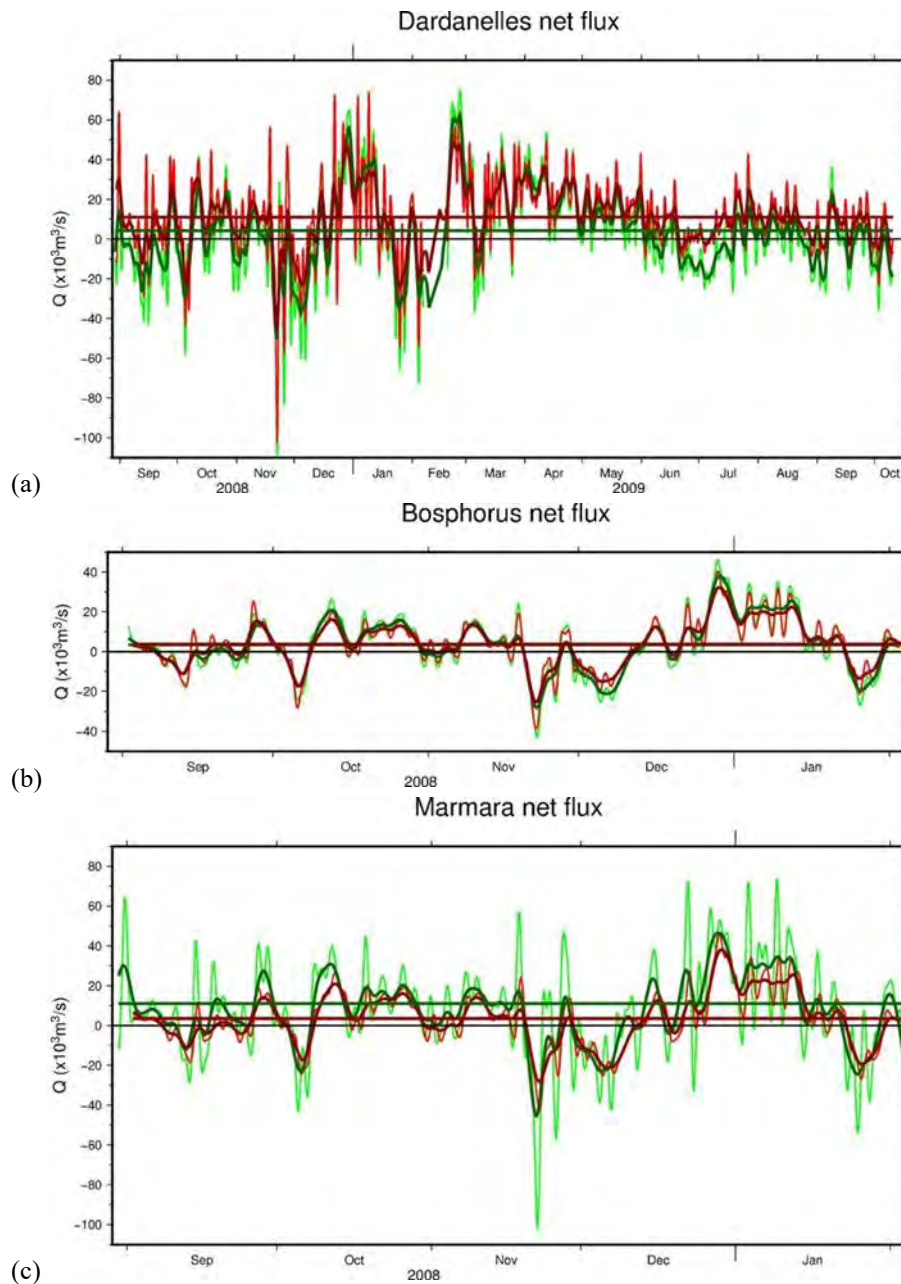 Dardanelles net flux
Q (x10³m³/s)
80
60
40
20
0
−20
−40
−60
−80
−100
Sep Oct Nov Dec Jan Feb Mar Apr May Jun Jul Aug Sep Oct
2008 2009
(a)
Bosphorus net flux
Q (x10³m³/s)
40
20
0
−20
−40
Sep Oct Nov Dec Jan
2008
(b)
Marmara net flux
Q (x10³m³/s)
80
60
40
20
0
−20
−40
−60
−80
−100
Sep Oct Nov Dec Jan
2008
(c)